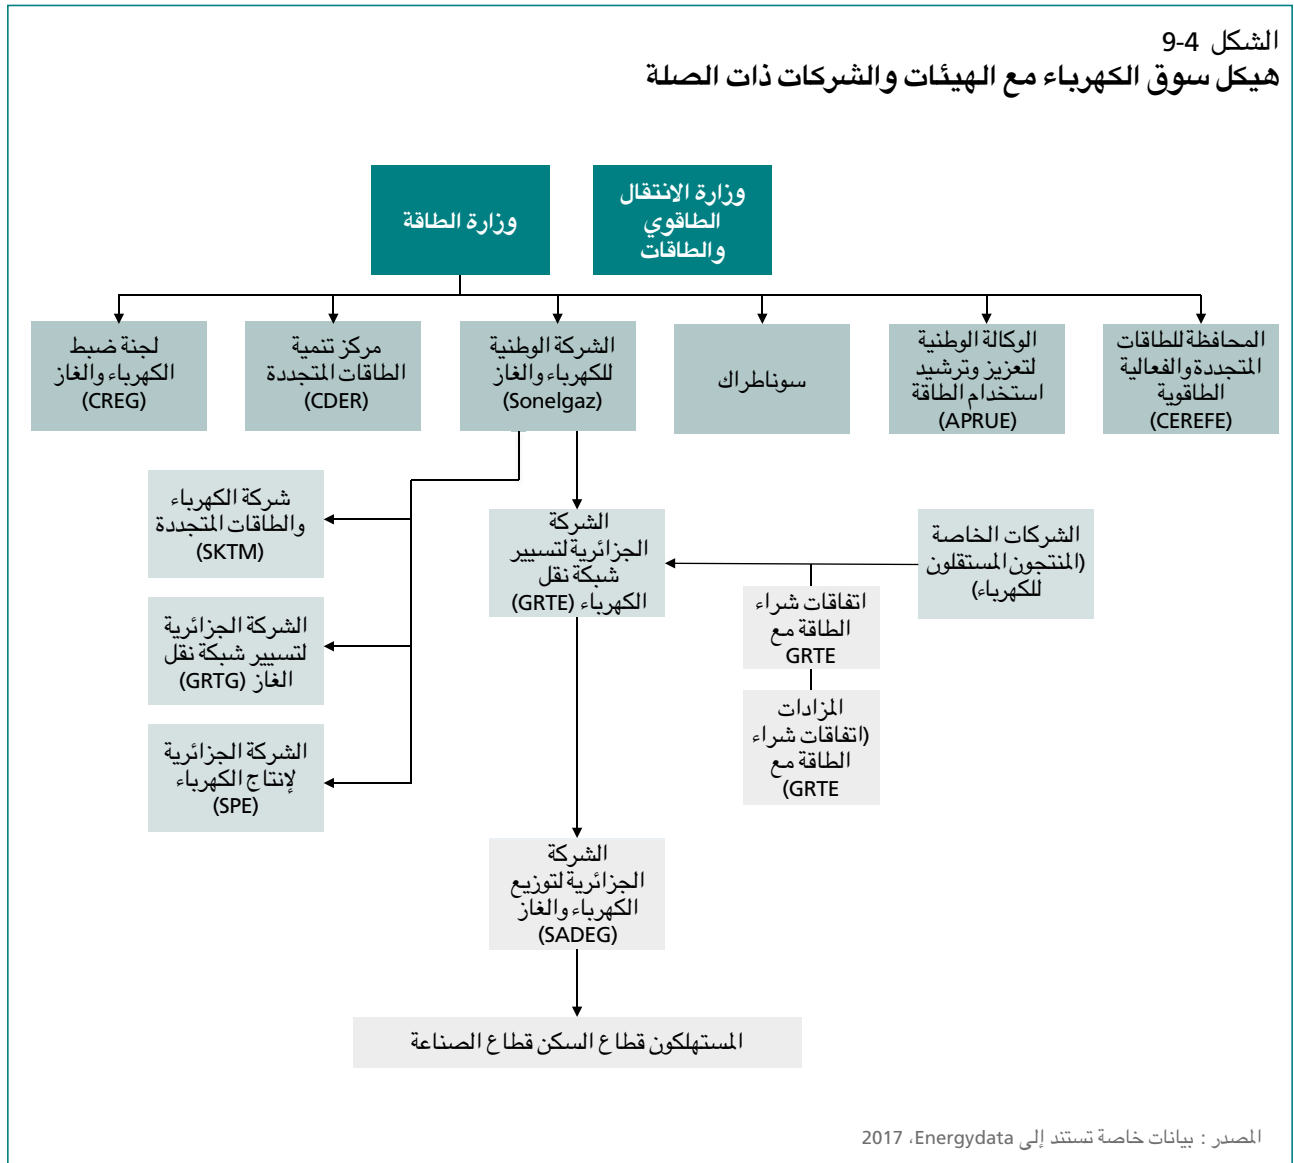 الشكل 4-9
هيكل سوق الكهرباء مع الهيئات والشركات ذات الصلة
وزارة الانتقال
الطاقوي
والطاقات
وزارة الطاقة
المحافظة للطاقات
المتجددة والفعالية
الطاقوية
(CEREFE)
الوكالة الوطنية
لتعزيز وترشيد
استخدام الطاقة
(APRUE)
سوناطراك
الشركة الوطنية
للكهرباء والغاز
(Sonelgaz)
مركز تنمية
الطاقات المتجددة
(CDER)
لجنة ضبط
الكهرباء والغاز
(CREG)
الشركات الخاصة
(المنتجون المستقلون
للكهرباء)
اتفاقات شراء
الطاقة مع
GRTE
المزادات
(اتفاقات شراء
الطاقة مع
GRTE)
الشركة
الجزائرية لتسيير
شبكة نقل
الكهرباء (GRTE)
شركة الكهرباء
والطاقات المتجددة
(SKTM)
الشركة الجزائرية
لتسيير شبكة نقل
الغاز (GRTG)
الشركة الجزائرية
لإنتاج الكهرباء
(SPE)
الشركة
الجزائرية لتوزيع
الكهرباء والغاز
(SADEG)
المستهلكون قطاع السكن قطاع الصناعة
المصدر : بيانات خاصة تستند إلى Energydata، 2017